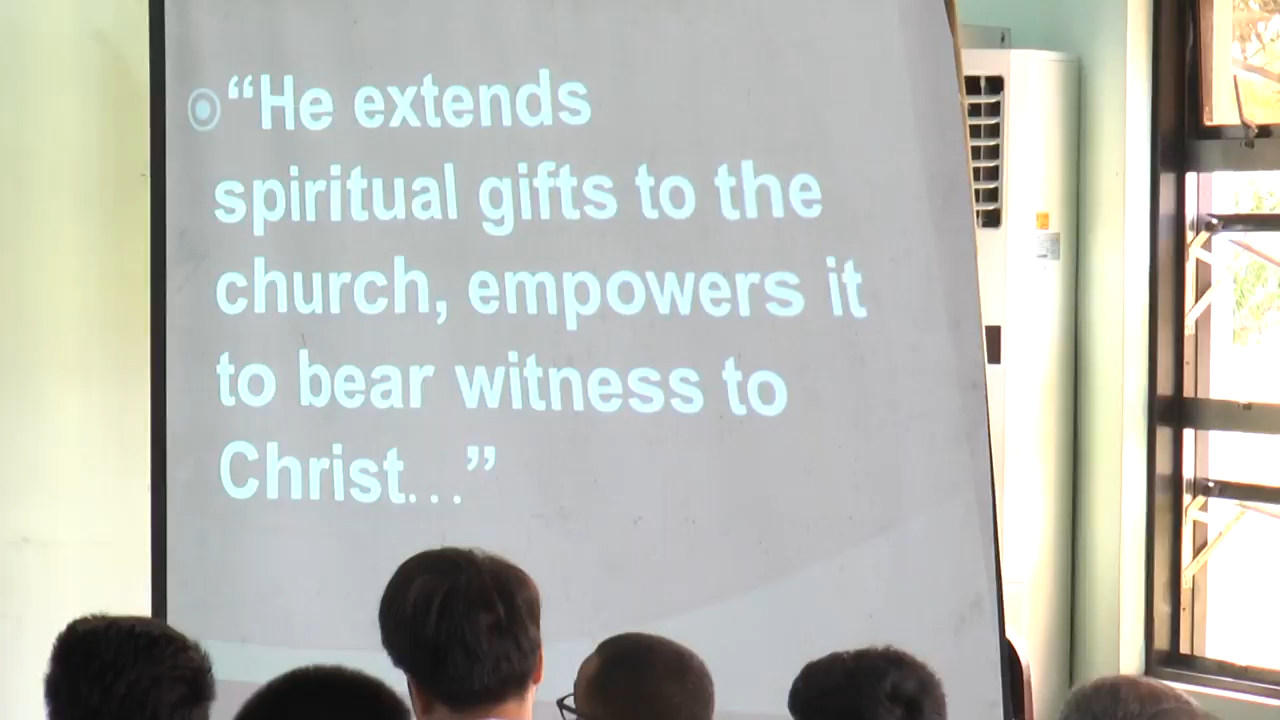 “He extends
spiritual gifts to the
church, empowers it
to bear witness to
Christ…”